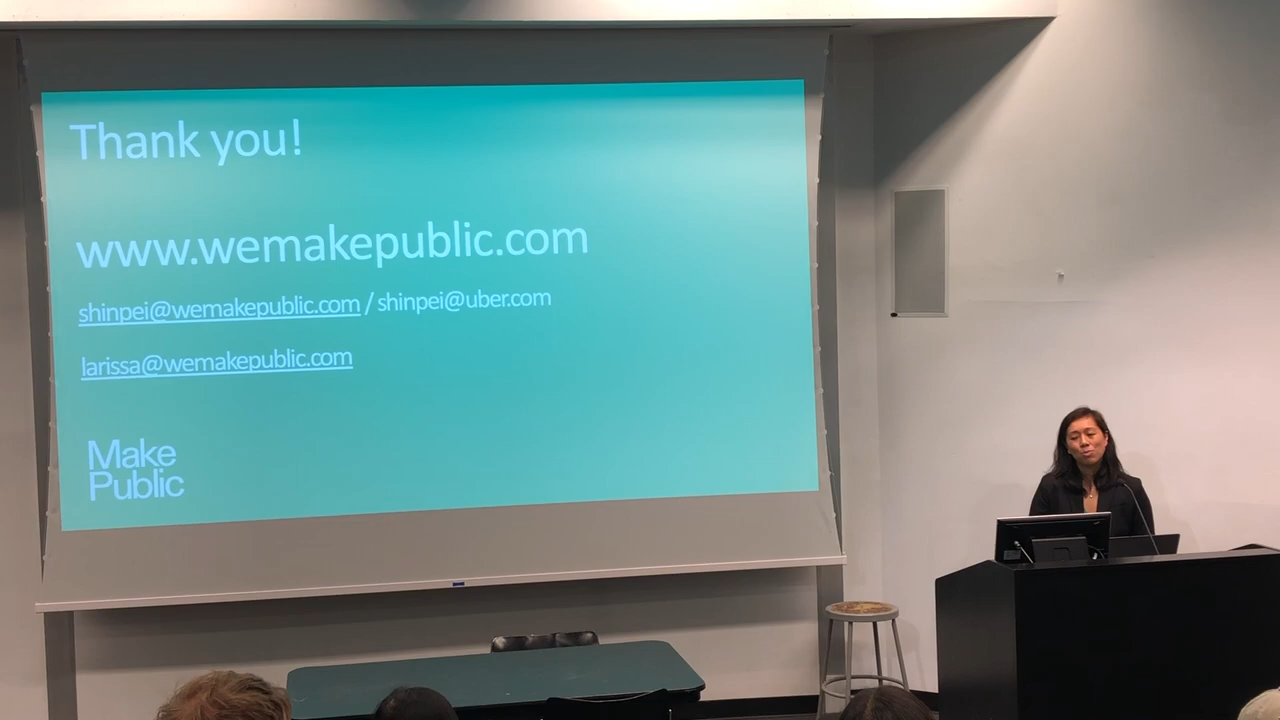 Thank you!
www.wemakepublic.com
shinpei@wemakepublic.com / shinpei@uber.com
larissa@wemakepublic.com
Make
Public